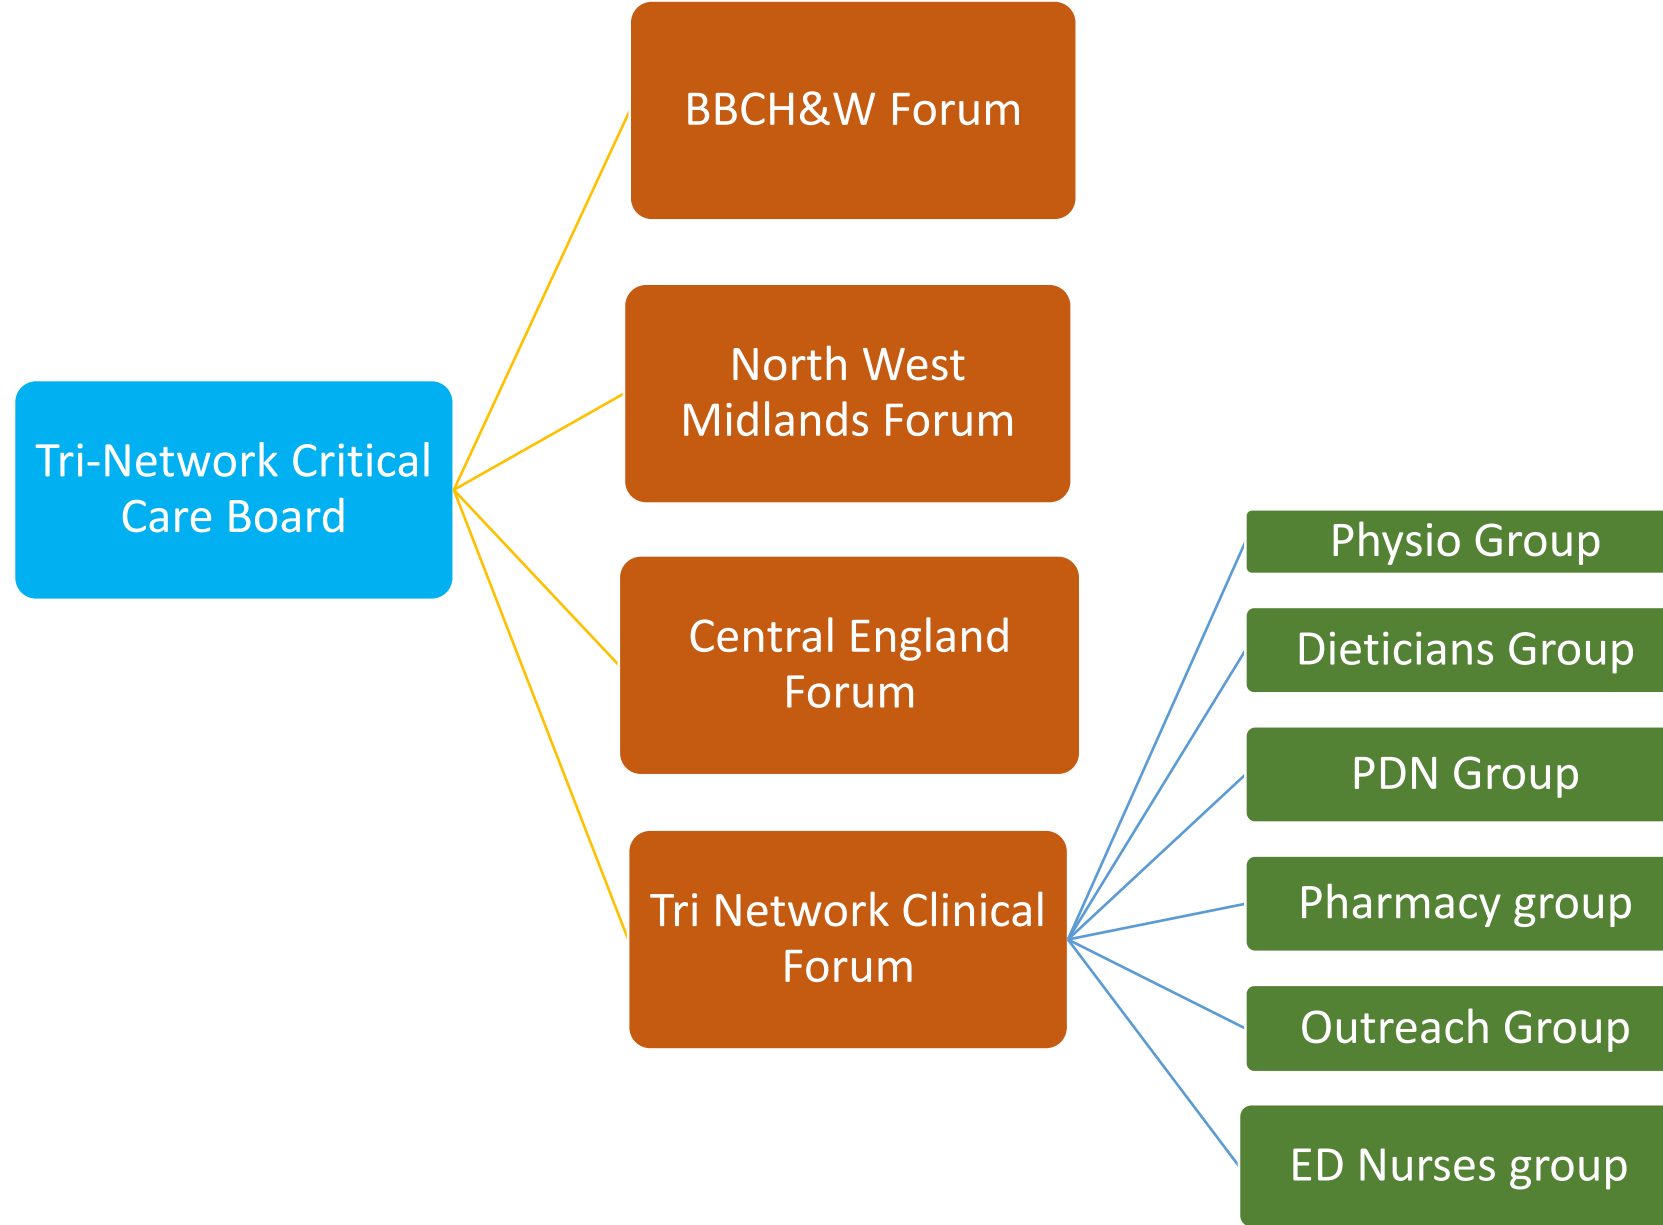 BBCH&W Forum
North West
Midlands Forum
Tri-Network Critical
Care Board
Central England
Forum
Tri Network Clinical
Forum
Physio Group
Dieticians Group
PDN Group
Pharmacy group
Outreach Group
ED Nurses group